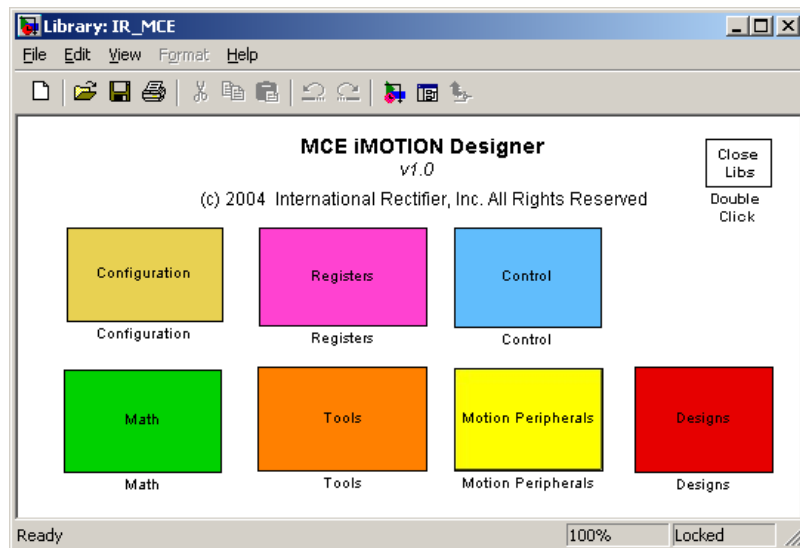 Library: IR_MCE
File Edit View Format Help
MCE iMOTION Designer
v1.0
(c) 2004 International Rectifier, Inc. All Rights Reserved
Close
Libs
Double
Click
Configuration
Configuration
Registers
Registers
Control
Control
Math
Math
Tools
Tools
Motion Peripherals
Motion Peripherals
Designs
Designs
Ready 100% Locked